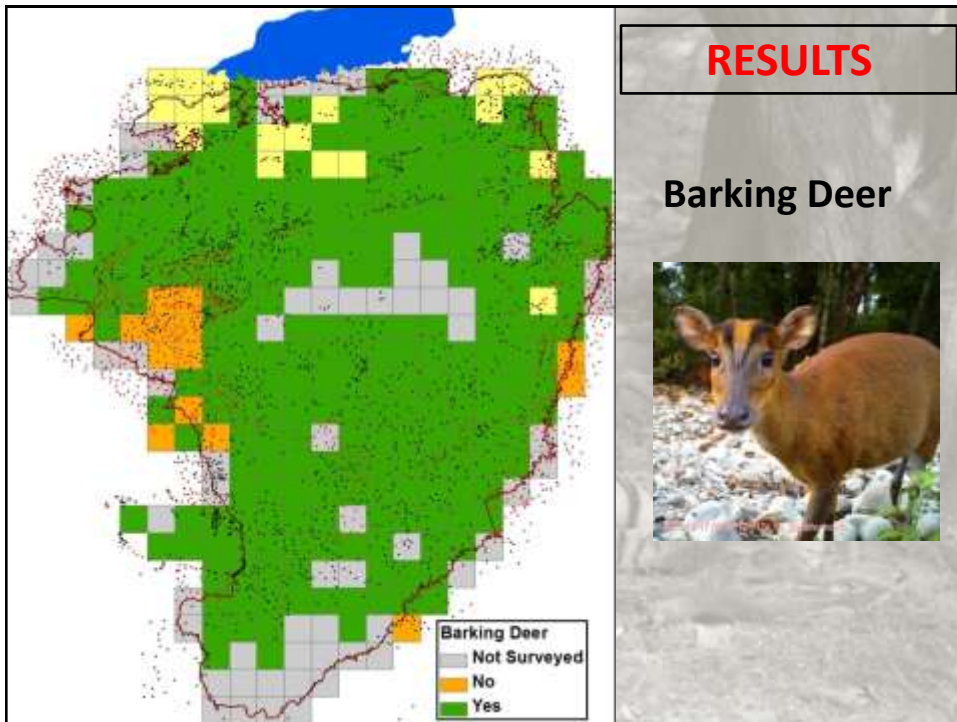 RESULTS
Barking Deer
Barking Deer
Not Surveyed
No
Yes